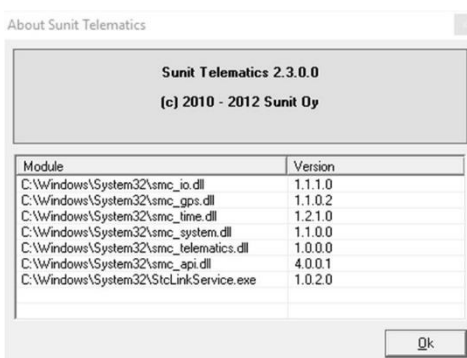 About Sunit Telematics
Sunit Telematics 2.3.0.0
(c) 2010 - 2012 Sunit Oy
Module Version
C:\Windows\System32\smc_io.dll 1.1.1.0
C:\Windows\System32\smc_gps.dll 1.1.0.2
C:\Windows\System32\smc_time.dll 1.2.1.0
C:\Windows\System32\smc_system.dll 1.1.0.0
C:\Windows\System32\smc_telematics.dll 1.0.0.0
C:\Windows\System32\smc_api.dll 4.0.0.1
C:\Windows\System32\StcLinkService.exe 1.0.2.0
Ok